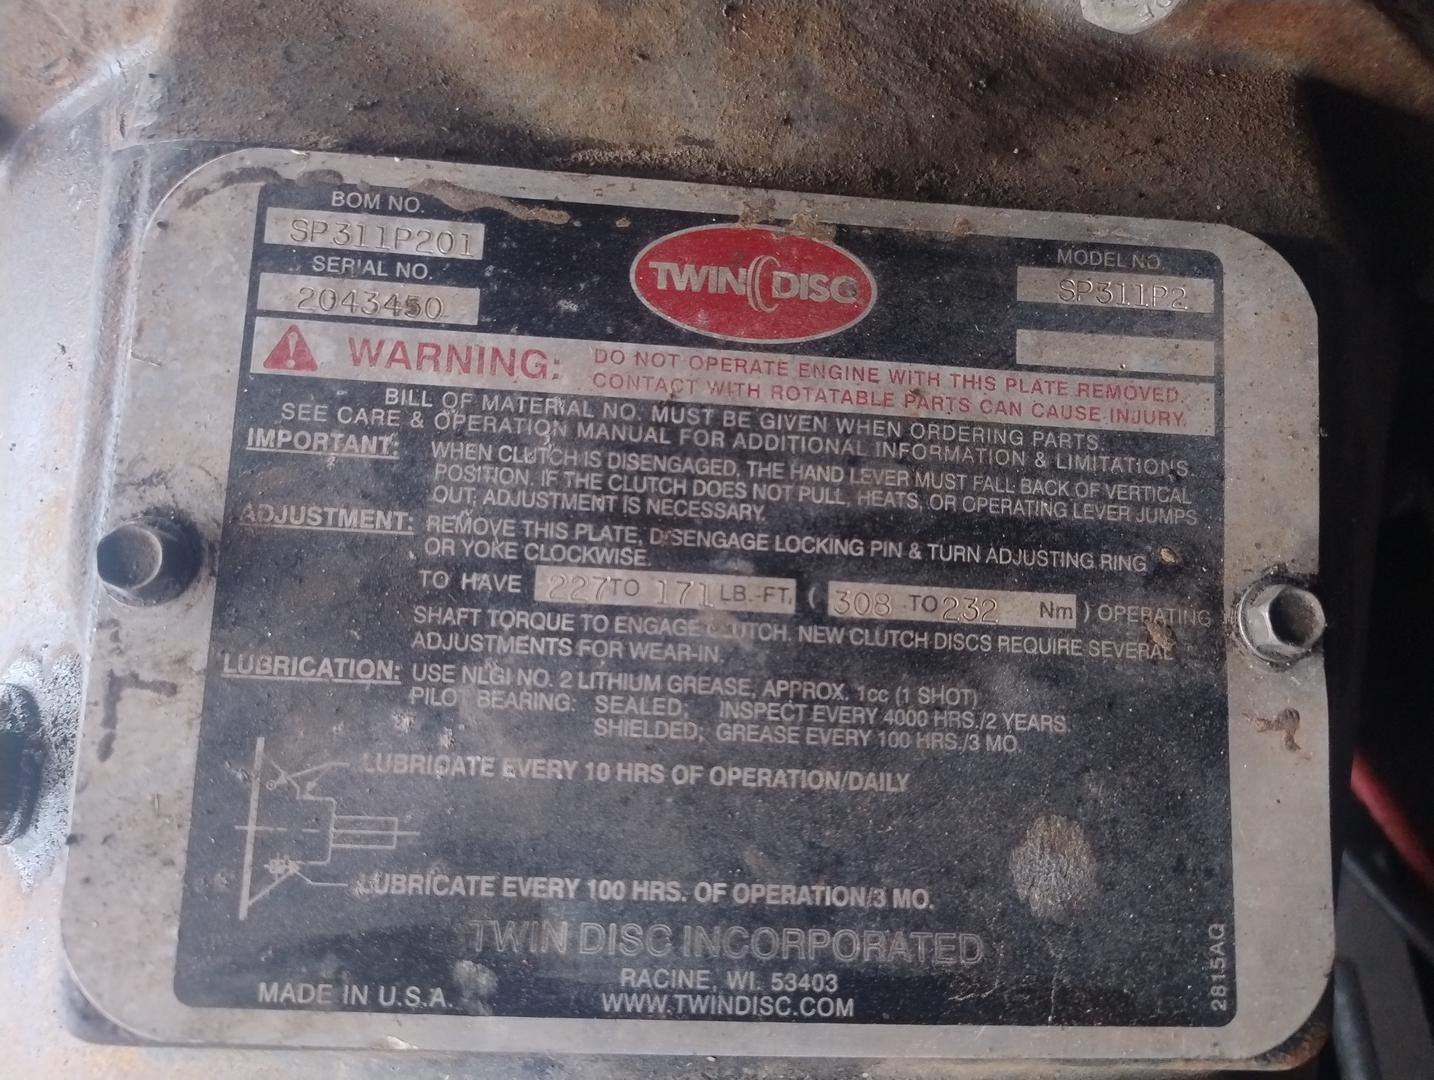 BOM NO.
SP311P201
SERIAL NO.
2043450
TWIN DISC
MODEL NO.
SP311P2
WARNING: DO NOT OPERATE ENGINE WITH THIS PLATE REMOVED.
CONTACT WITH ROTATABLE PARTS CAN CAUSE INJURY.
BILL OF MATERIAL NO. MUST BE GIVEN WHEN ORDERING PARTS.
SEE CARE & OPERATION MANUAL FOR ADDITIONAL INFORMATION & LIMITATIONS.
IMPORTANT: WHEN CLUTCH IS DISENGAGED, THE HAND LEVER MUST FALL BACK OF VERTICAL
POSITION. IF THE CLUTCH DOES NOT PULL, HEATS, OR OPERATING LEVER JUMPS
OUT, ADJUSTMENT IS NECESSARY.
ADJUSTMENT: REMOVE THIS PLATE, DISENGAGE LOCKING PIN & TURN ADJUSTING RING
OR YOKE CLOCKWISE.
TO HAVE 227 TO 171 LB.-FT. ( 308 TO 232 Nm ) OPERATING
SHAFT TORQUE TO ENGAGE CLUTCH. NEW CLUTCH DISCS REQUIRE SEVERAL
ADJUSTMENTS FOR WEAR-IN.
LUBRICATION: USE NLGI NO. 2 LITHIUM GREASE, APPROX. 1cc (1 SHOT)
PILOT BEARING: SEALED; INSPECT EVERY 4000 HRS./2 YEARS
SHIELDED; GREASE EVERY 100 HRS./3 MO.
LUBRICATE EVERY 10 HRS OF OPERATION/DAILY
LUBRICATE EVERY 100 HRS. OF OPERATION/3 MO.
TWIN DISC INCORPORATED
RACINE, WI. 53403
MADE IN U.S.A.
WWW.TWINDISC.COM
2815AQ